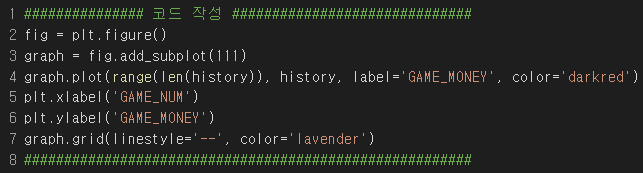 1 ############### 코드 작성 ##############################
2 fig = plt.figure()
3 graph = fig.add_subplot(111)
4 graph.plot(range(len(history)), history, label='GAME_MONEY', color='darkred')
5 plt.xlabel('GAME_NUM')
6 plt.ylabel('GAME_MONEY')
7 graph.grid(linestyle='--', color='lavender')
8 ########################################################